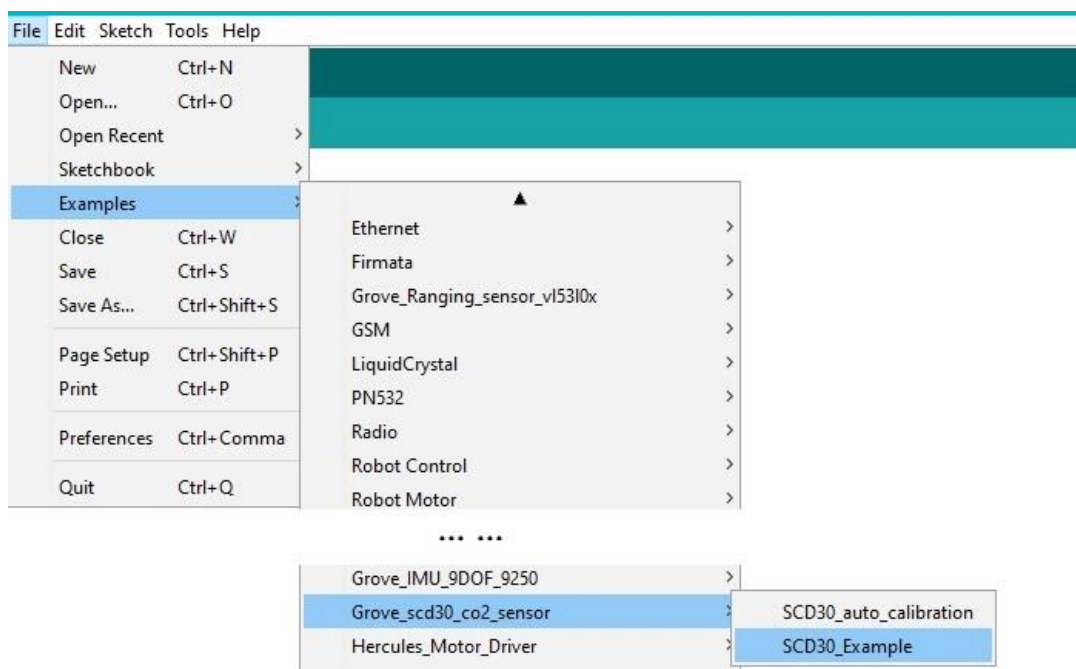 File Edit Sketch Tools Help
New Ctrl+N
Open... Ctrl+O
Open Recent >
Sketchbook >
Examples >
Close Ctrl+W
Save Ctrl+S
Save As... Ctrl+Shift+S
Page Setup Ctrl+Shift+P
Print Ctrl+P
Preferences Ctrl+Comma
Quit Ctrl+Q
▲
Ethernet >
Firmata >
Grove_Ranging_sensor_vl53l0x >
GSM >
LiquidCrystal >
PN532 >
Radio >
Robot Control >
Robot Motor >
... ...
Grove_IMU_9DOF_9250 >
Grove_scd30_co2_sensor >
Hercules_Motor_Driver >
SCD30_auto_calibration
SCD30_Example